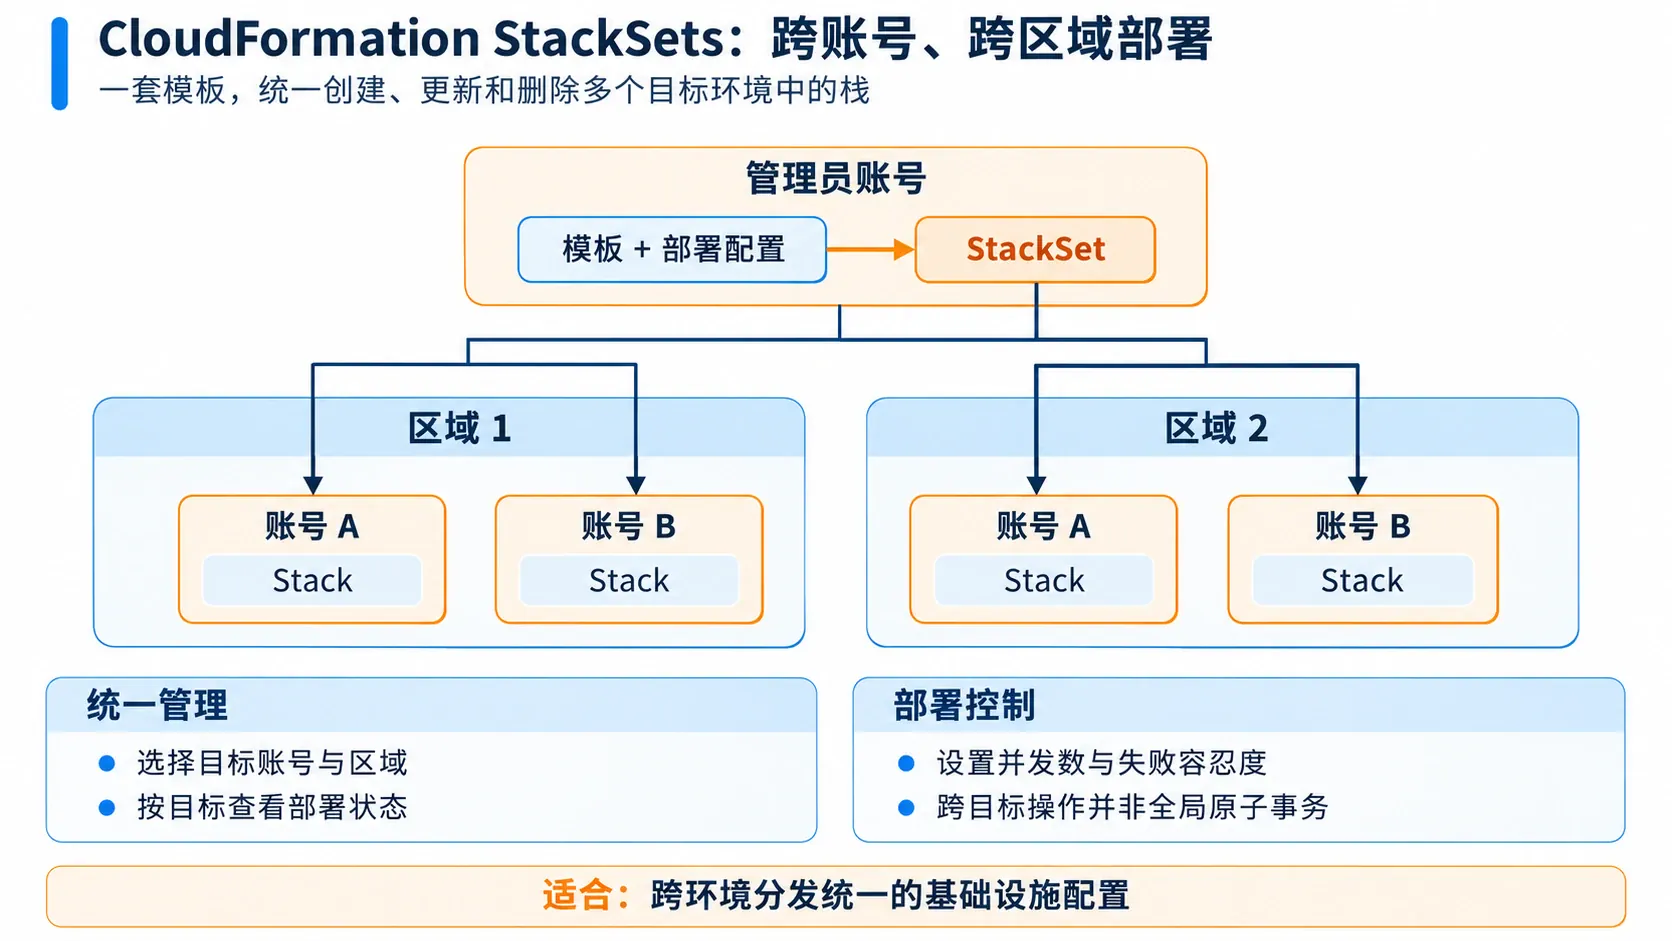 CloudFormation StackSets：跨账号、跨区域部署
一套模板，统一创建、更新和删除多个目标环境中的栈
管理员账号
模板 + 部署配置
StackSet
区域 1
区域 2
账号 A
账号 B
账号 A
账号 B
Stack
Stack
Stack
Stack
统一管理
选择目标账号与区域
按目标查看部署状态
部署控制
设置并发数与失败容忍度
跨目标操作并非全局原子事务
适合：跨环境分发统一的基础设施配置